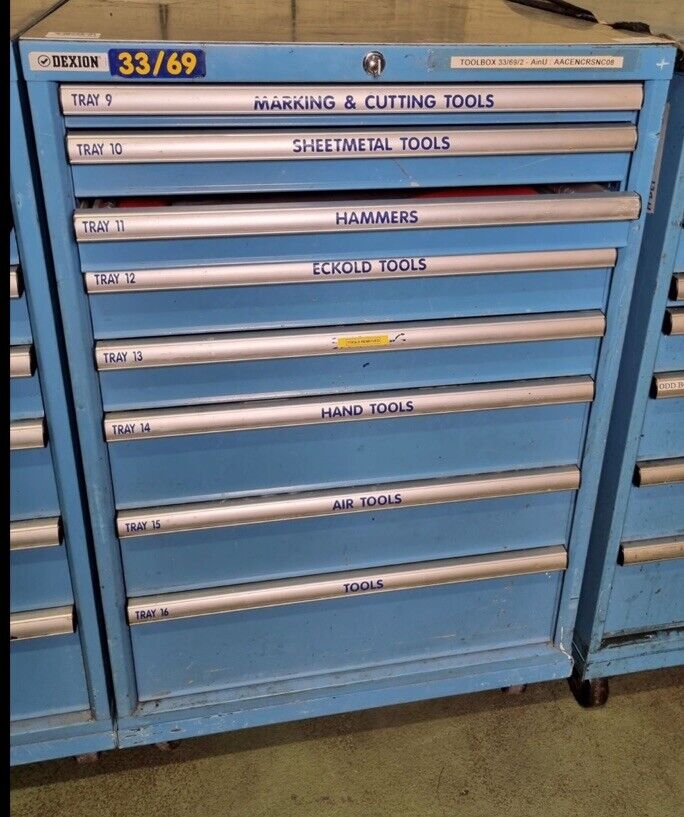 DEXION
33/69
TOOLBOX 33/69/2 - AinU : AACENCRSNC08
TRAY 9
MARKING & CUTTING TOOLS
TRAY 10
SHEETMETAL TOOLS
TRAY 11
HAMMERS
TRAY 12
ECKOLD TOOLS
TRAY 13
TRAY 14
HAND TOOLS
TRAY 15
AIR TOOLS
TRAY 16
TOOLS